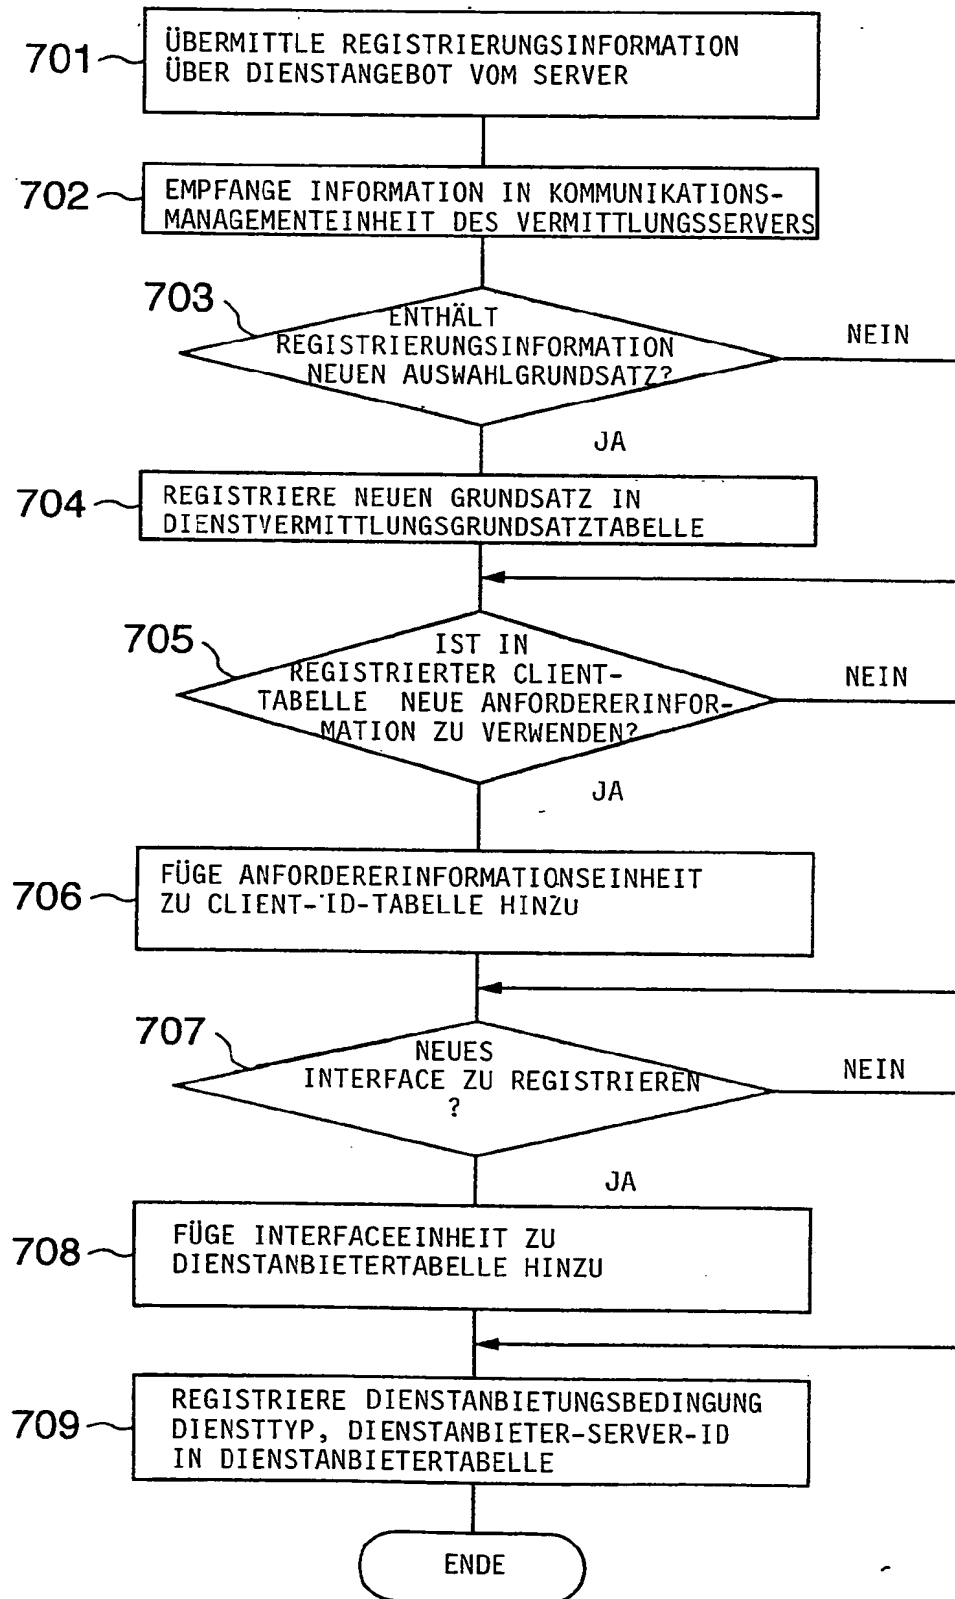 701
ÜBERMITTLE REGISTRIERUNGSINFORMATION
ÜBER DIENSTANGEBOT VOM SERVER
702
EMPFANGE INFORMATION IN KOMMUNIKATIONS-
MANAGEMENTEINHEIT DES VERMITTLUNGSSERVERS
703
ENTHÄLT
REGISTRIERUNGSINFORMATION
NEUEN AUSWAHLGRUNDSATZ?
NEIN
JA
704
REGISTRIERE NEUEN GRUNDSATZ IN
DIENSTVERMITTLUNGSGRUNDSATZTABELLE
705
IST IN
REGISTRIERTER CLIENT-
TABELLE NEUE ANFORDERERINFOR-
MATION ZU VERWENDEN?
NEIN
JA
706
FÜGE ANFORDERERINFORMATIONSEINHEIT
ZU CLIENT-ID-TABELLE HINZU
707
NEUES
INTERFACE ZU REGISTRIEREN
?
NEIN
JA
708
FÜGE INTERFACEEINHEIT ZU
DIENSTANBIETERTABELLE HINZU
709
REGISTRIERE DIENSTANBIETUNGSBEDINGUNG
DIENSTTYP, DIENSTANBIETER-SERVER-ID
IN DIENSTANBIETERTABELLE
ENDE